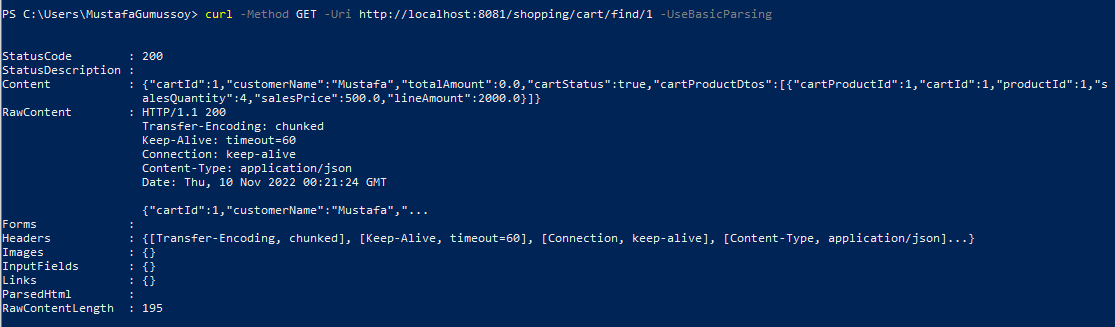 PS C:\Users\MustafaGumussoy> curl -Method GET -Uri http://localhost:8081/shopping/cart/find/1 -UseBasicParsing
StatusCode : 200
StatusDescription :
Content : {"cartId":1,"customerName":"Mustafa","totalAmount":0.0,"cartStatus":true,"cartProductDtos":[{"cartProductId":1,"cartId":1,"productId":1,"s
alesQuantity":4,"salesPrice":500.0,"lineAmount":2000.0}]}
RawContent : HTTP/1.1 200
Transfer-Encoding: chunked
Keep-Alive: timeout=60
Connection: keep-alive
Content-Type: application/json
Date: Thu, 10 Nov 2022 00:21:24 GMT
{"cartId":1,"customerName":"Mustafa","...
Forms :
Headers : {[Transfer-Encoding, chunked], [Keep-Alive, timeout=60], [Connection, keep-alive], [Content-Type, application/json]...}
Images : {}
InputFields : {}
Links : {}
ParsedHtml :
RawContentLength : 195